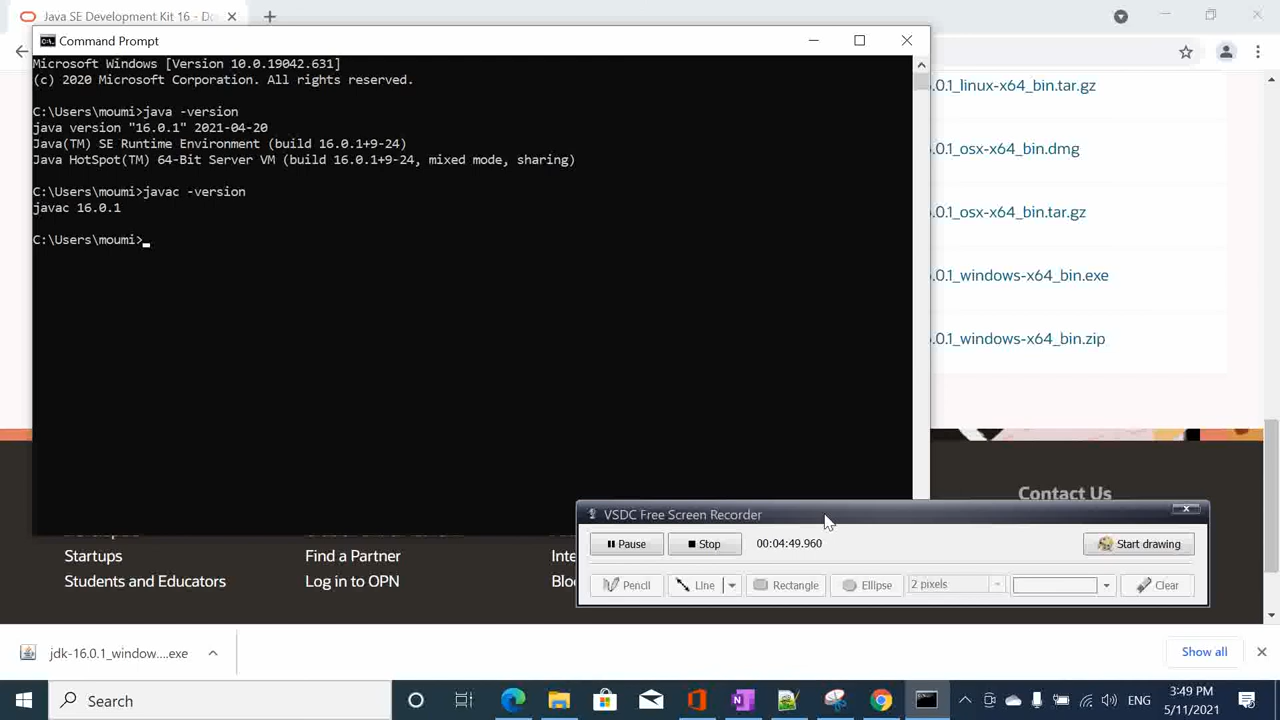 Java SE Development Kit 16 - Do
Command Prompt
Microsoft Windows [Version 10.0.19042.631]
(c) 2020 Microsoft Corporation. All rights reserved.
C:\Users\moumi>java -version
java version "16.0.1" 2021-04-20
Java(TM) SE Runtime Environment (build 16.0.1+9-24)
Java HotSpot(TM) 64-Bit Server VM (build 16.0.1+9-24, mixed mode, sharing)
C:\Users\moumi>javac -version
javac 16.0.1
C:\Users\moumi>
.0.1_linux-x64_bin.tar.gz
.0.1_osx-x64_bin.dmg
.0.1_osx-x64_bin.tar.gz
.0.1_windows-x64_bin.exe
.0.1_windows-x64_bin.zip
Contact Us
VSDC Free Screen Recorder
Pause Stop 00:04:49.960 Start drawing
Pencil Line Rectangle Ellipse 2 pixels Clear
Startups Find a Partner Inte
Students and Educators Log in to OPN Blo
jdk-16.0.1_window....exe Show all
Search ENG 3:49 PM
5/11/2021